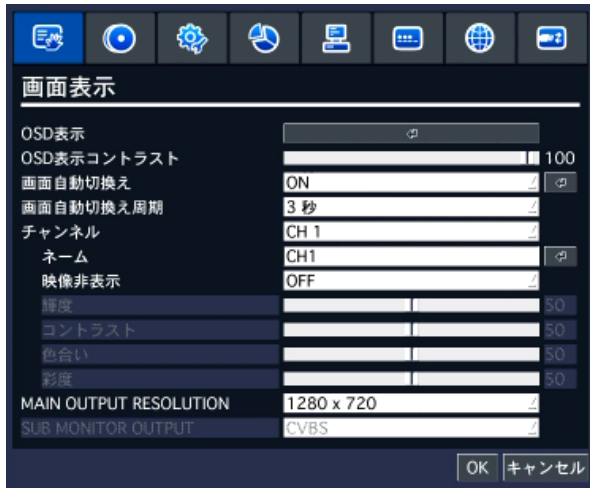 画面表示
OSD表示
OSD表示コントラスト 100
画面自動切換え ON
画面自動切換え周期 3 秒
チャンネル CH 1
ネーム CH1
映像非表示 OFF
輝度 50
コントラスト 50
色合い 50
彩度 50
MAIN OUTPUT RESOLUTION 1280 x 720
SUB MONITOR OUTPUT CVBS
OK キャンセル